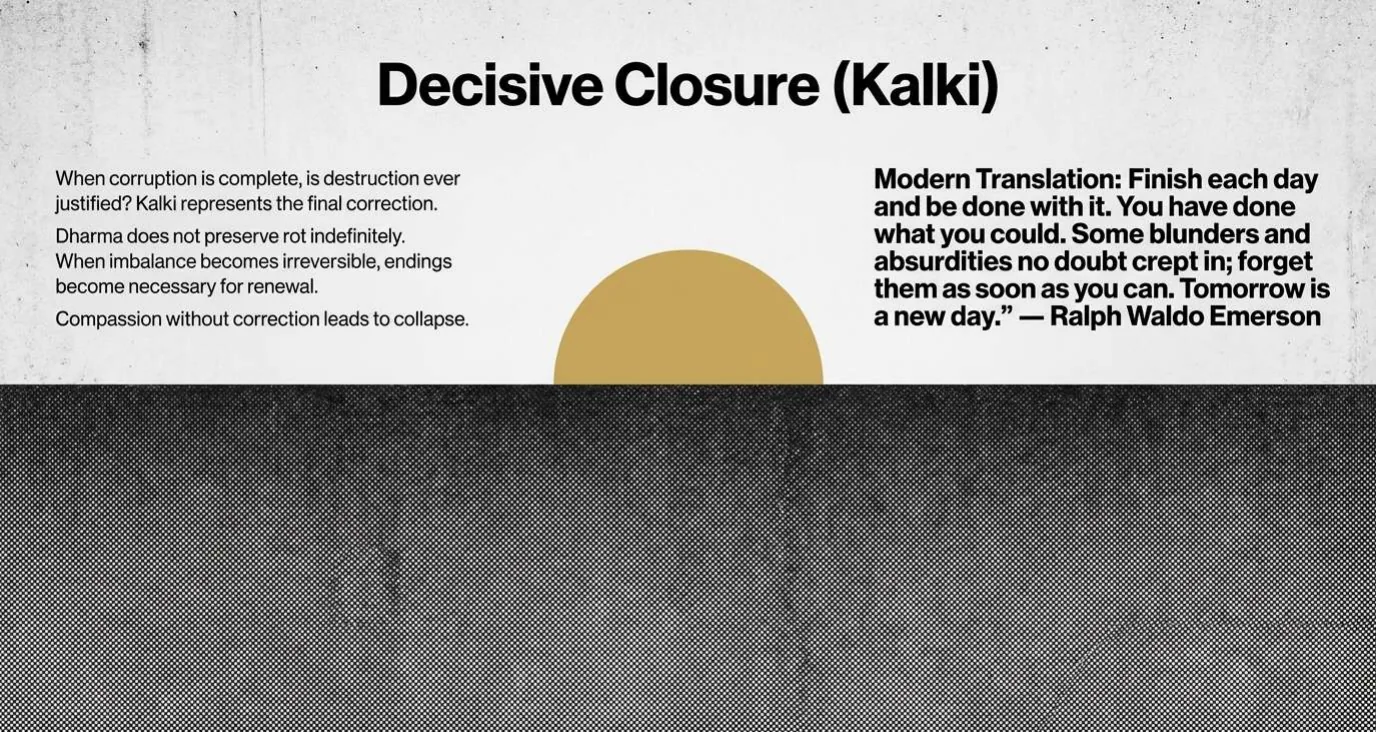 Decisive Closure (Kalki)
When corruption is complete, is destruction ever
justified? Kalki represents the final correction.
Dharma does not preserve rot indefinitely.
When imbalance becomes irreversible, endings
become necessary for renewal.
Compassion without correction leads to collapse.
Modern Translation: Finish each day
and be done with it. You have done
what you could. Some blunders and
absurdities no doubt crept in; forget
them as soon as you can. Tomorrow is
a new day.” — Ralph Waldo Emerson